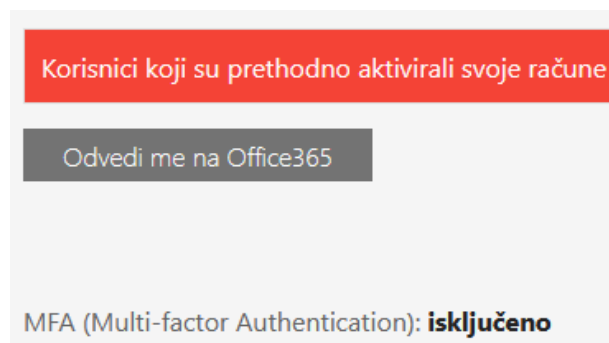 Korisnici koji su prethodno aktivirali svoje račune
Odvedi me na Office365
MFA (Multi-factor Authentication): isključeno